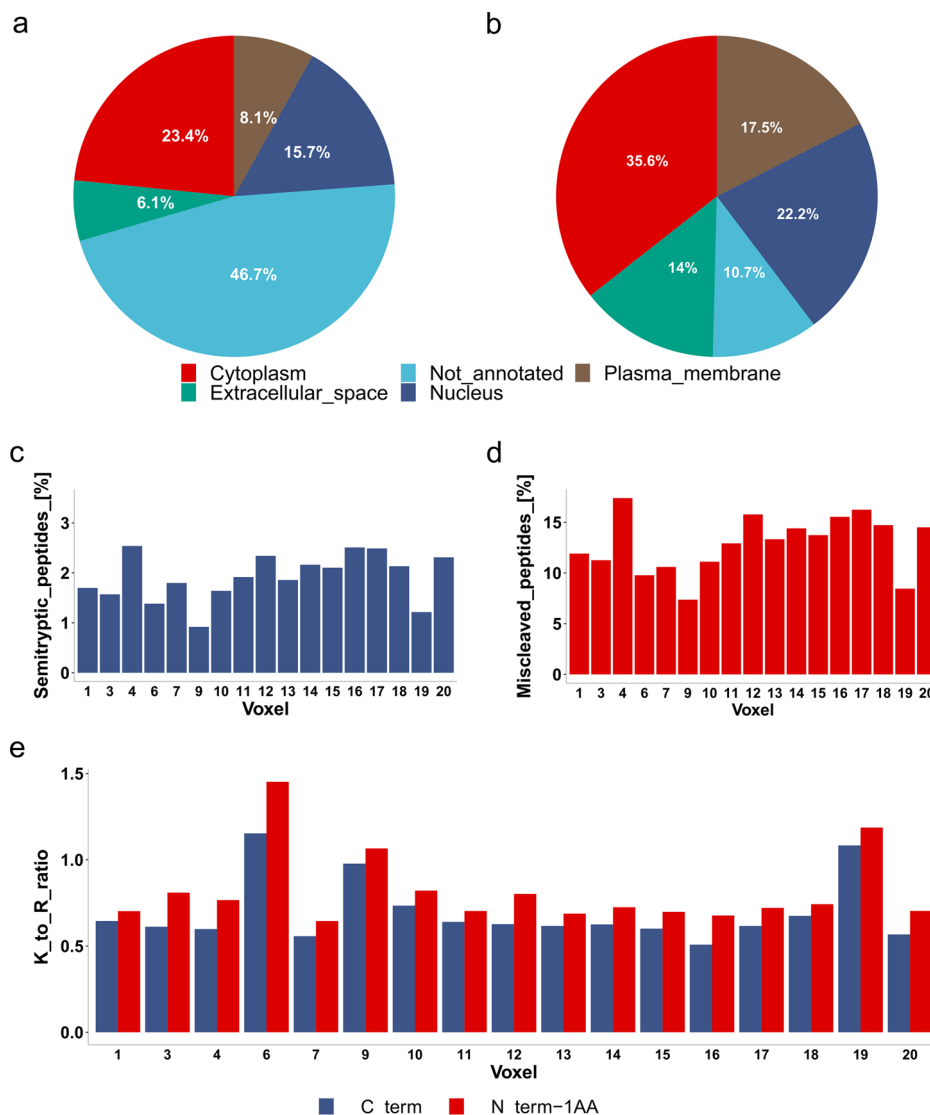 a
b
8.1%
17.5%
23.4%
15.7%
35.6%
6.1%
22.2%
46.7%
14%
10.7%
Cytoplasm Not_annotated Plasma_membrane
Extracellular_space Nucleus
c
d
Semitryptic_peptides_[%]
3
2
1
0
1 3 4 6 7 9 10 11 12 13 14 15 16 17 18 19 20
Voxel
Miscleaved_peptides_[%]
15
10
5
0
1 3 4 6 7 9 10 11 12 13 14 15 16 17 18 19 20
Voxel
e
K_to_R_ratio
1.5
1.0
0.5
0.0
1 3 4 6 7 9 10 11 12 13 14 15 16 17 18 19 20
Voxel
C term N term−1AA